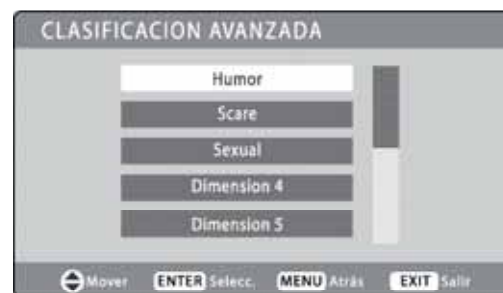 CLASIFICACION AVANZADA
Humor
Scare
Sexual
Dimension 4
Dimension 5
Mover ENTER Selecc. MENU Atrás EXIT Salir